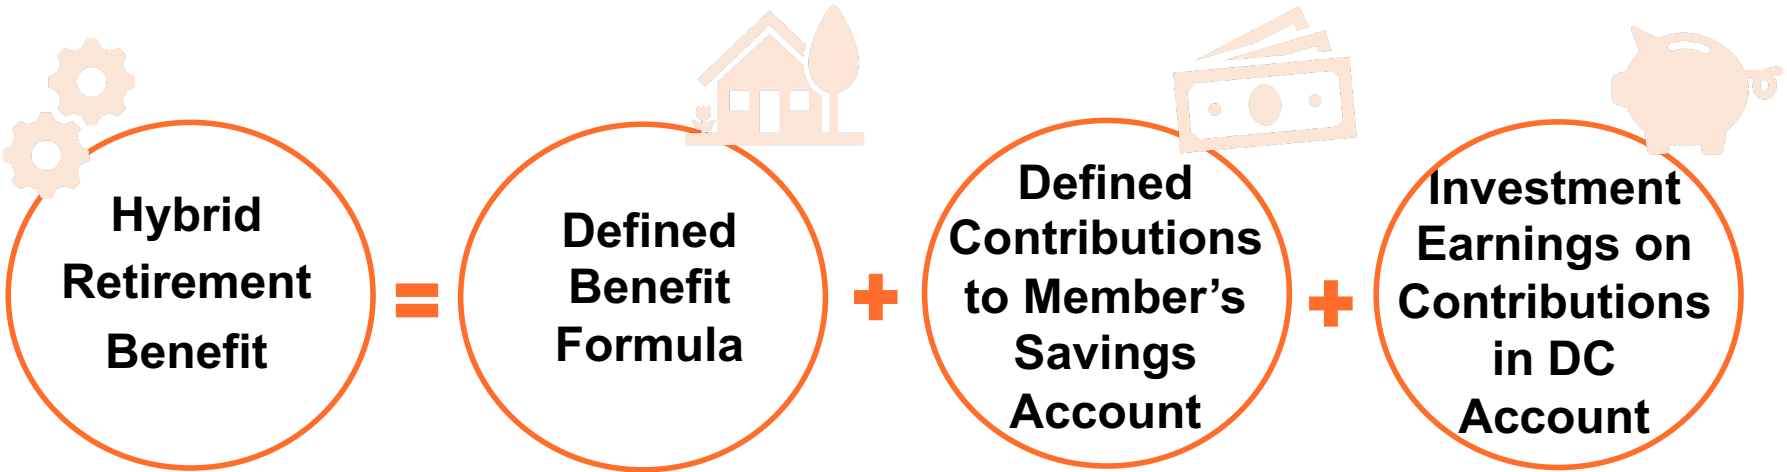 Hybrid
Retirement
Benefit
=
Defined
Benefit
Formula
+
Defined
Contributions
to Member’s
Savings
Account
+
Investment
Earnings on
Contributions
in DC
Account